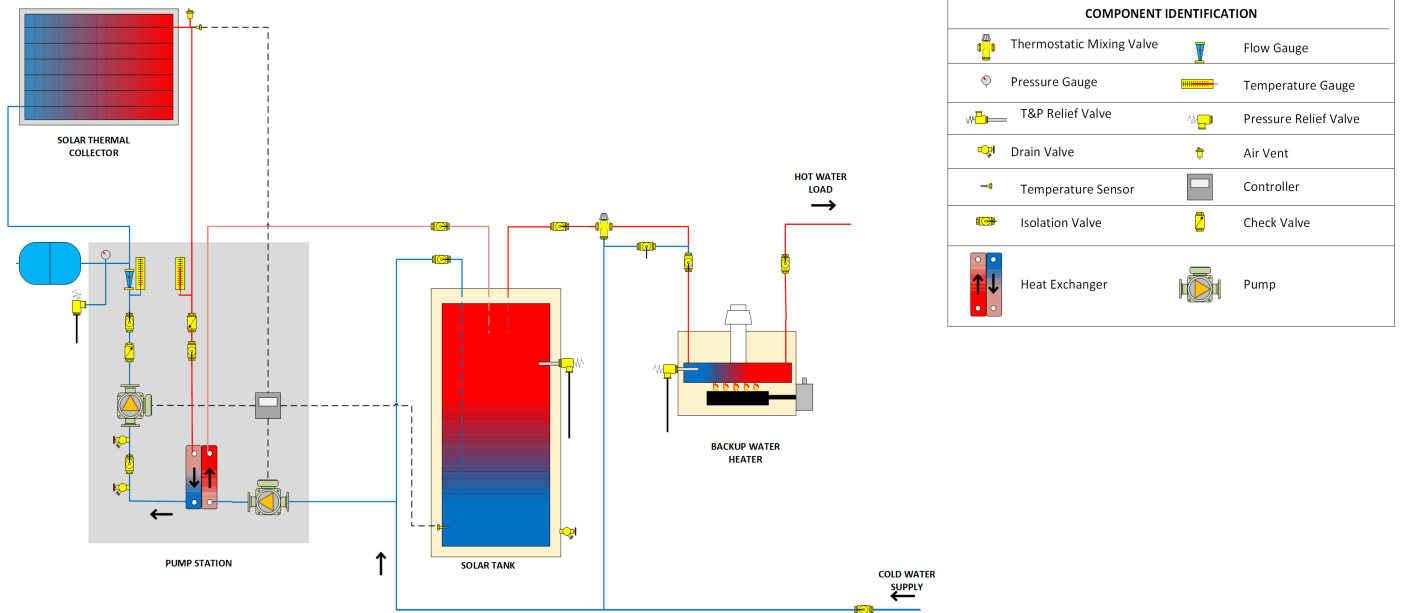 COMPONENT IDENTIFICATION
Thermostatic Mixing Valve
Flow Gauge
Pressure Gauge
Temperature Gauge
T&P Relief Valve
Pressure Relief Valve
Drain Valve
Air Vent
Temperature Sensor
Controller
Isolation Valve
Check Valve
Heat Exchanger
Pump
SOLAR THERMAL
COLLECTOR
HOT WATER
LOAD
BACKUP WATER
HEATER
PUMP STATION
SOLAR TANK
COLD WATER
SUPPLY